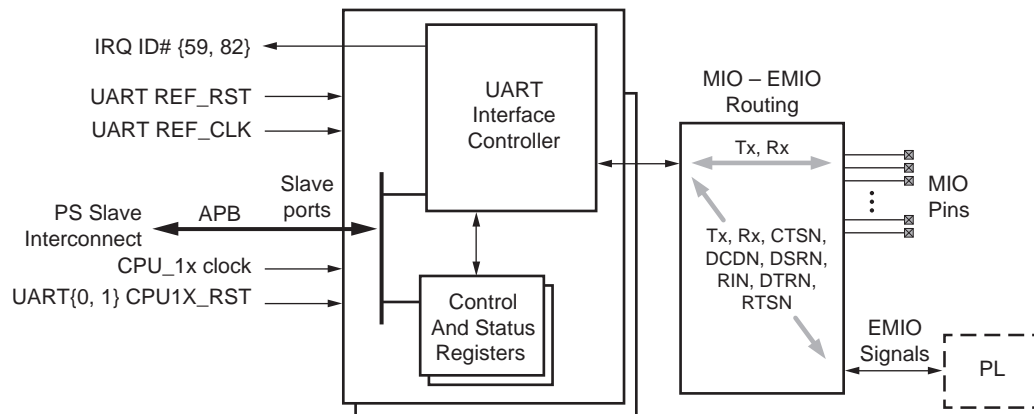 IRQ ID# {59, 82}
UART REF_RST
UART REF_CLK
PS Slave
Interconnect
APB
Slave
ports
CPU_1x clock
UART{0, 1} CPU1X_RST
UART
Interface
Controller
Control
And Status
Registers
MIO – EMIO
Routing
Tx, Rx
Tx, Rx, CTSN,
DCDN, DSRN,
RIN, DTRN,
RTSN
MIO
Pins
EMIO
Signals
PL